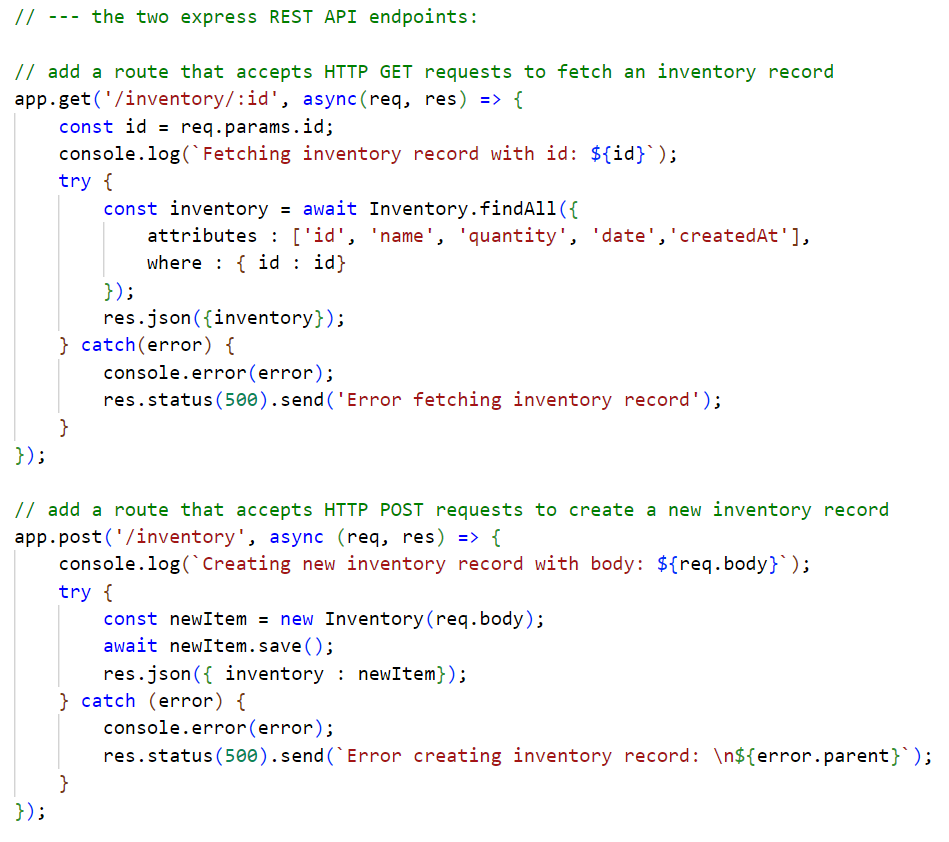 // --- the two express REST API endpoints:

// add a route that accepts HTTP GET requests to fetch an inventory record
app.get('/inventory/:id', async(req, res) => {
    const id = req.params.id;
    console.log(`Fetching inventory record with id: ${id}`);
    try {
        const inventory = await Inventory.findAll({
            attributes : ['id', 'name', 'quantity', 'date','createdAt'],
            where : { id : id}
        });
        res.json({inventory});
    } catch(error) {
        console.error(error);
        res.status(500).send('Error fetching inventory record');
    }
});

// add a route that accepts HTTP POST requests to create a new inventory record
app.post('/inventory', async (req, res) => {
    console.log(`Creating new inventory record with body: ${req.body}`);
    try {
        const newItem = new Inventory(req.body);
        await newItem.save();
        res.json({ inventory : newItem});
    } catch (error) {
        console.error(error);
        res.status(500).send(`Error creating inventory record: \n${error.parent}`);
    }
});